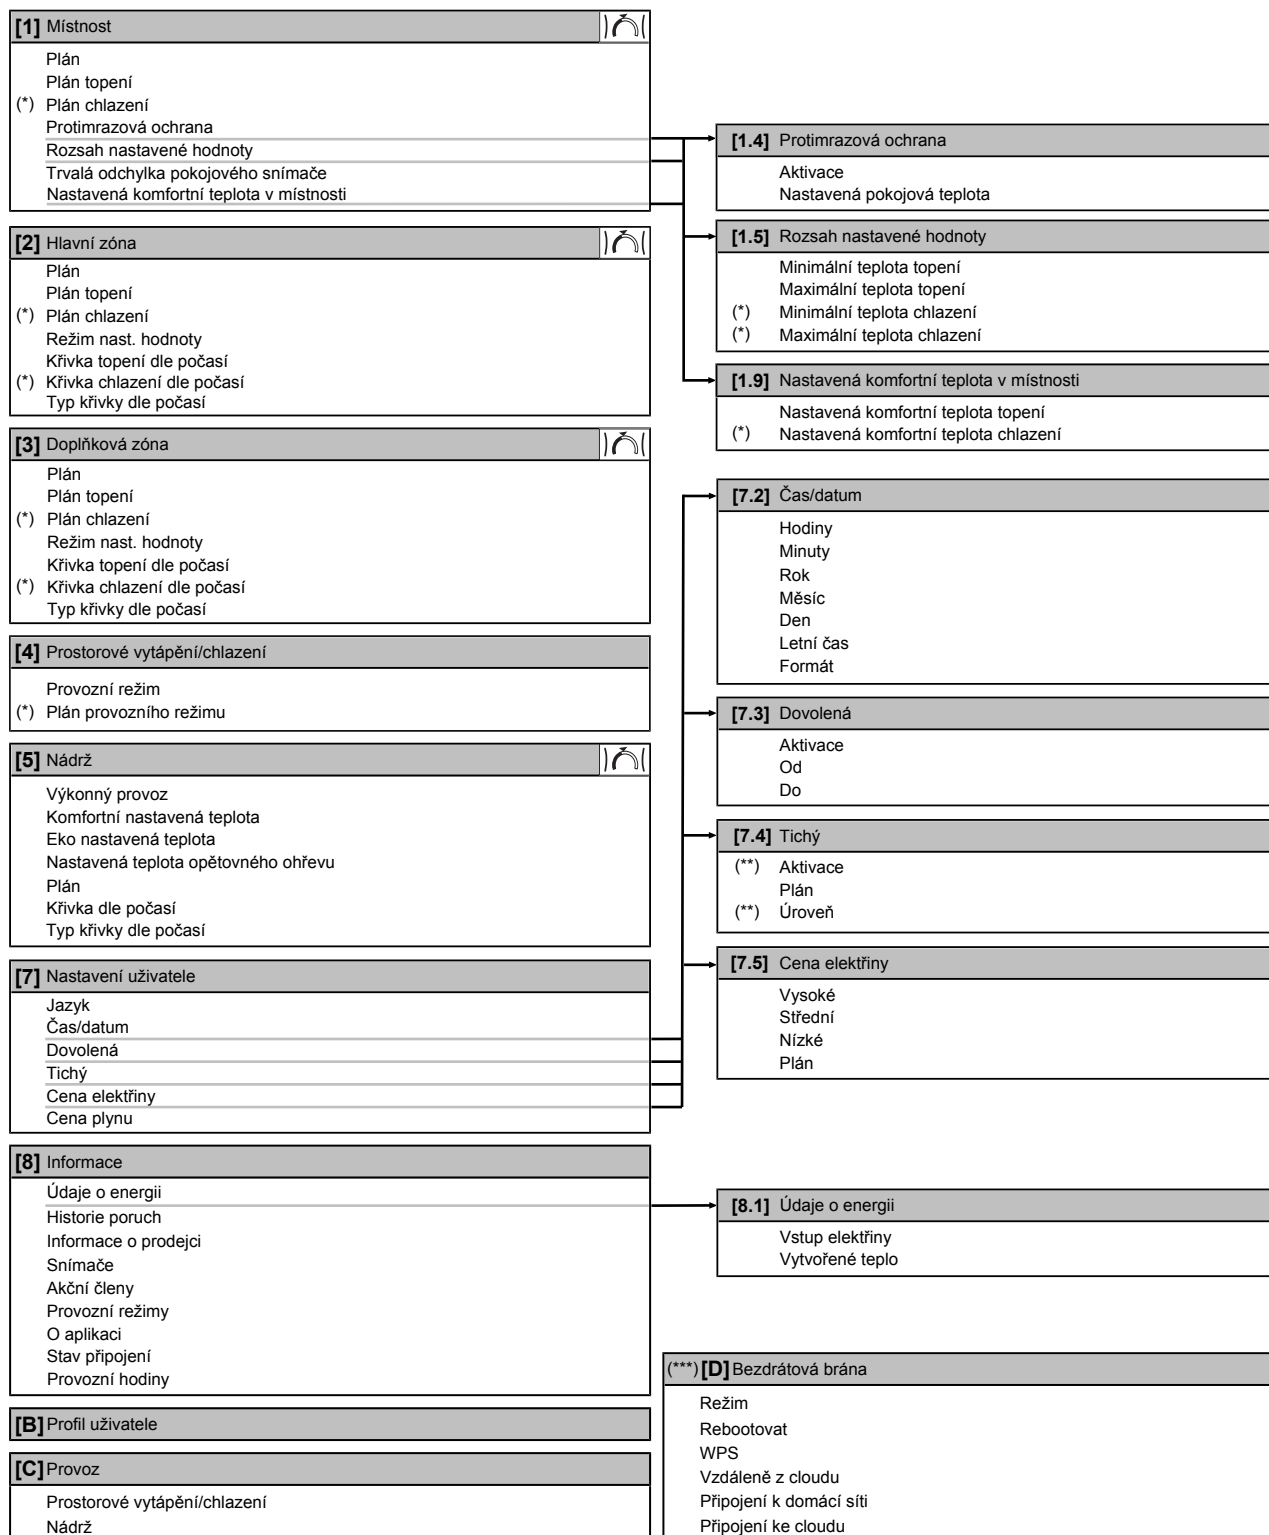 [1] Místnost
Plán
Plán topení
(*) Plán chlazení
Protimrazová ochrana
Rozsah nastavené hodnoty
Trvalá odchylka pokojového snímače
Nastavená komfortní teplota v místnosti
[2] Hlavní zóna
Plán
Plán topení
(*) Plán chlazení
Režim nast. hodnoty
Křivka topení dle počasí
(*) Křivka chlazení dle počasí
Typ křivky dle počasí
[3] Doplňková zóna
Plán
Plán topení
(*) Plán chlazení
Režim nast. hodnoty
Křivka topení dle počasí
(*) Křivka chlazení dle počasí
Typ křivky dle počasí
[4] Prostorové vytápění/chlazení
Provozní režim
(*) Plán provozního režimu
[5] Nádrž
Výkonný provoz
Komfortní nastavená teplota
Eko nastavená teplota
Nastavená teplota opětovného ohřevu
Plán
Křivka dle počasí
Typ křivky dle počasí
[7] Nastavení uživatele
Jazyk
Čas/datum
Dovolená
Tichý
Cena elektřiny
Cena plynu
[8] Informace
Údaje o energii
Historie poruch
Informace o prodejci
Snímače
Akční členy
Provozní režimy
O aplikaci
Stav připojení
Provozní hodiny
[B] Profil uživatele
[C] Provoz
Prostorové vytápění/chlazení
Nádrž
[1.4] Protimrazová ochrana
Aktivace
Nastavená pokojová teplota
[1.5] Rozsah nastavené hodnoty
Minimální teplota topení
Maximální teplota topení
(*) Minimální teplota chlazení
(*) Maximální teplota chlazení
[1.9] Nastavená komfortní teplota v místnosti
Nastavená komfortní teplota topení
(*) Nastavená komfortní teplota chlazení
[7.2] Čas/datum
Hodiny
Minuty
Rok
Měsíc
Den
Letní čas
Formát
[7.3] Dovolená
Aktivace
Od
Do
[7.4] Tichý
(**) Aktivace
Plán
(**) Úroveň
[7.5] Cena elektřiny
Vysoké
Střední
Nízké
Plán
[8.1] Údaje o energii
Vstup elektřiny
Vytvořené teplo
(***) [D] Bezdrátová brána
Režim
Rebootovat
WPS
Vzdáleně z cloudu
Připojení k domácí síti
Připojení ke cloudu